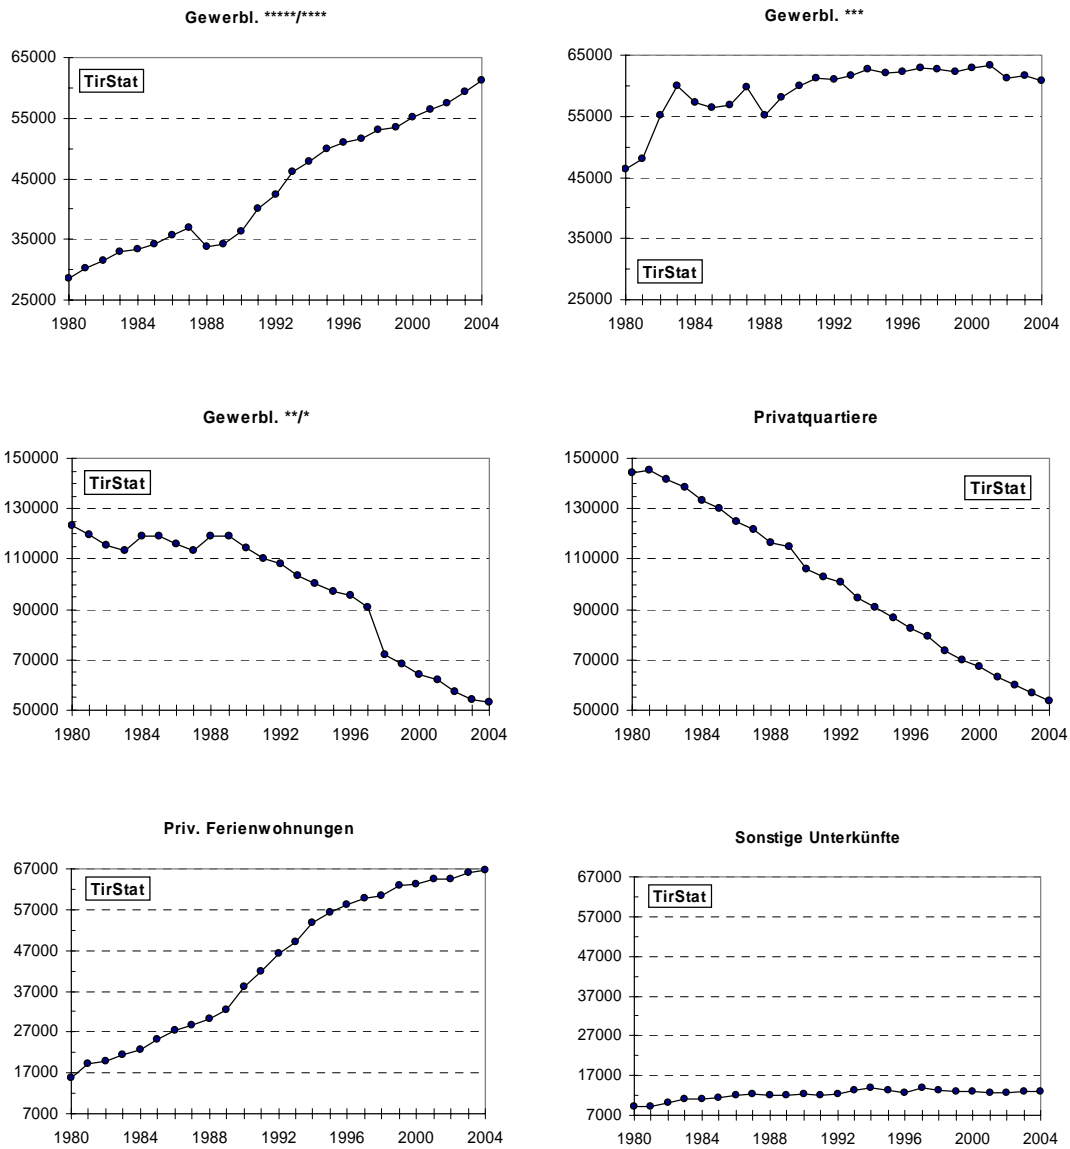 Gewerbl. *****/****
65000
TirStat
55000
45000
35000
25000
1980 1984 1988 1992 1996 2000 2004
Gewerbl. ***
65000
55000
45000
35000
TirStat
25000
1980 1984 1988 1992 1996 2000 2004
Gewerbl. **/*
150000
TirStat
130000
110000
90000
70000
50000
1980 1984 1988 1992 1996 2000 2004
Privatquartiere
150000
TirStat
130000
110000
90000
70000
50000
1980 1984 1988 1992 1996 2000 2004
Priv. Ferienwohnungen
67000
TirStat
57000
47000
37000
27000
17000
7000
1980 1984 1988 1992 1996 2000 2004
Sonstige Unterkünfte
67000
TirStat
57000
47000
37000
27000
17000
7000
1980 1984 1988 1992 1996 2000 2004